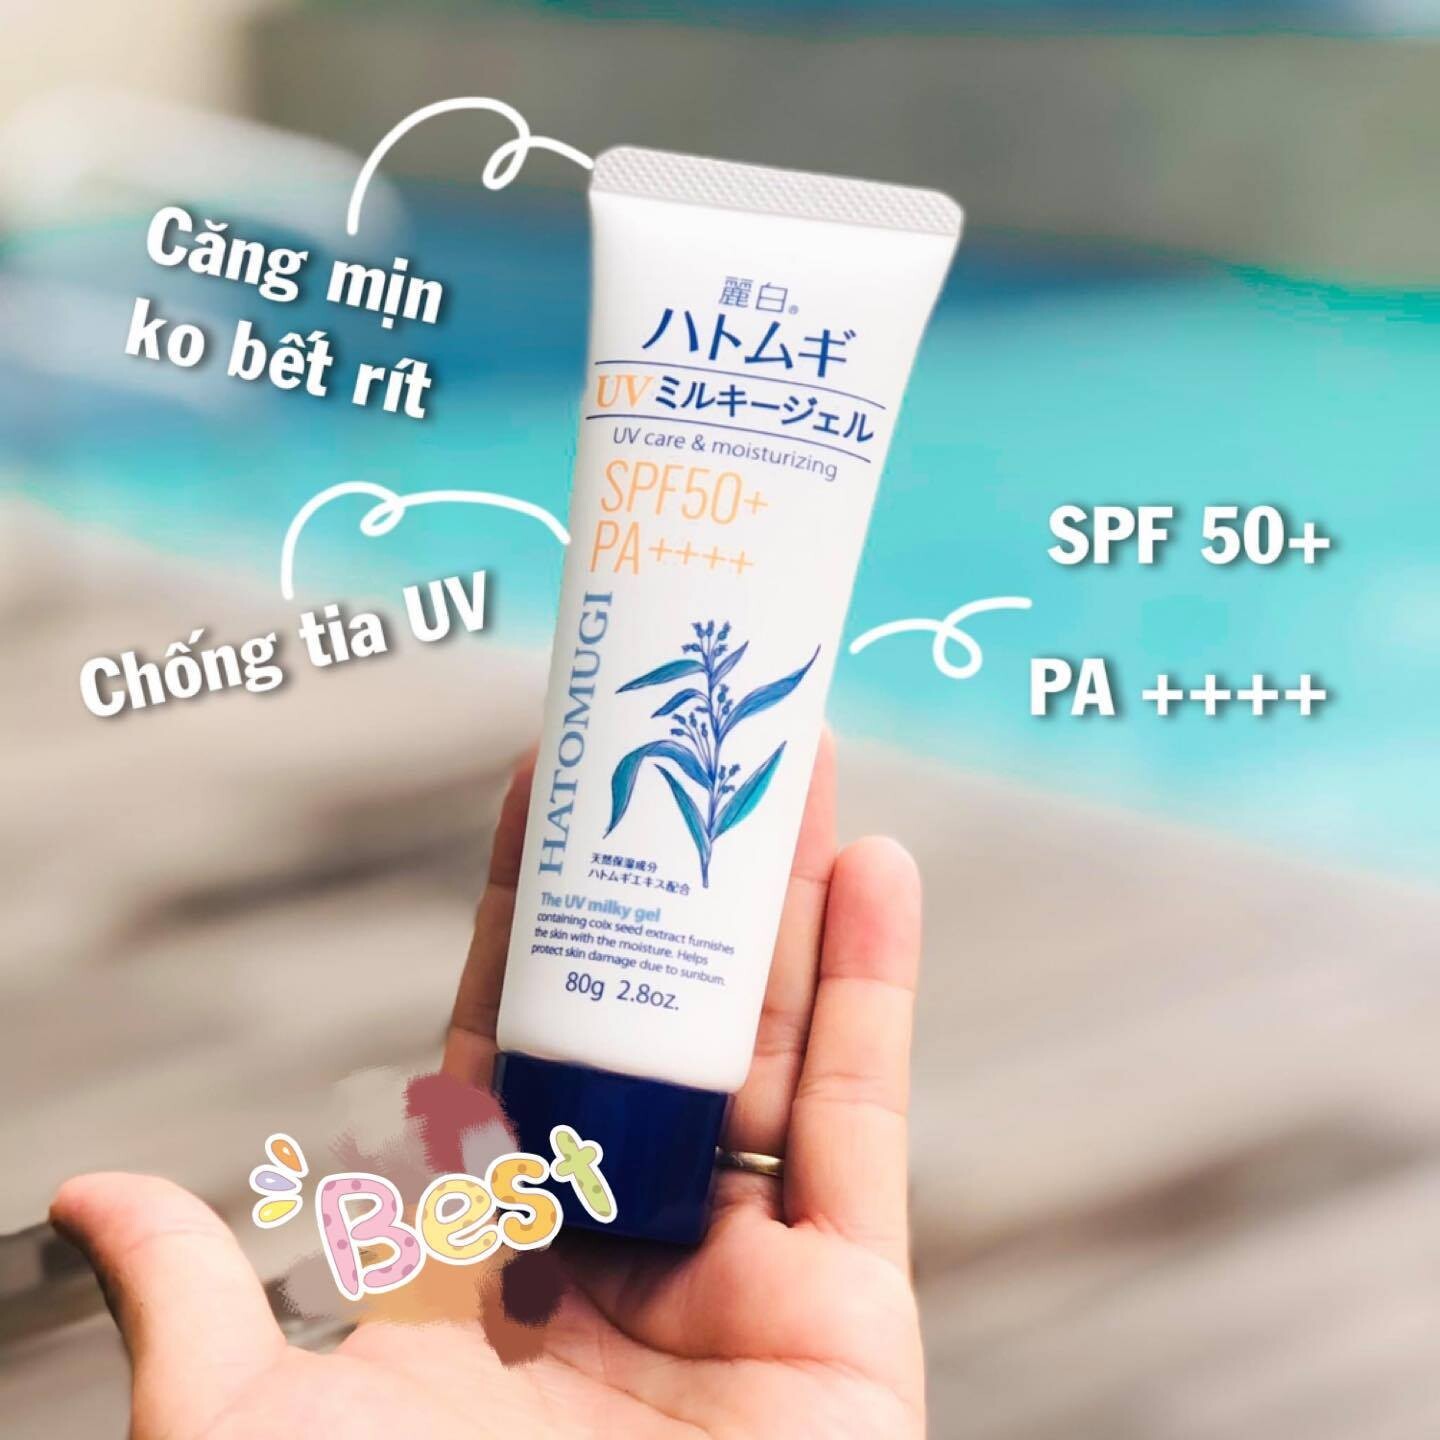 Căng mịn
ko bết rít
Chống tia UV
SPF 50+
PA ++++
麗白®
ハトムギ
UVミルキージェル
UV care & moisturizing
SPF50+
PA++++
HATOMUGI
天然保湿成分
ハトムギエキス配合
The UV milky gel
containing coix seed extract furnishes
the skin with the moisture. Helps
protect skin damage due to sunburn.
80g 2.8oz.
Best